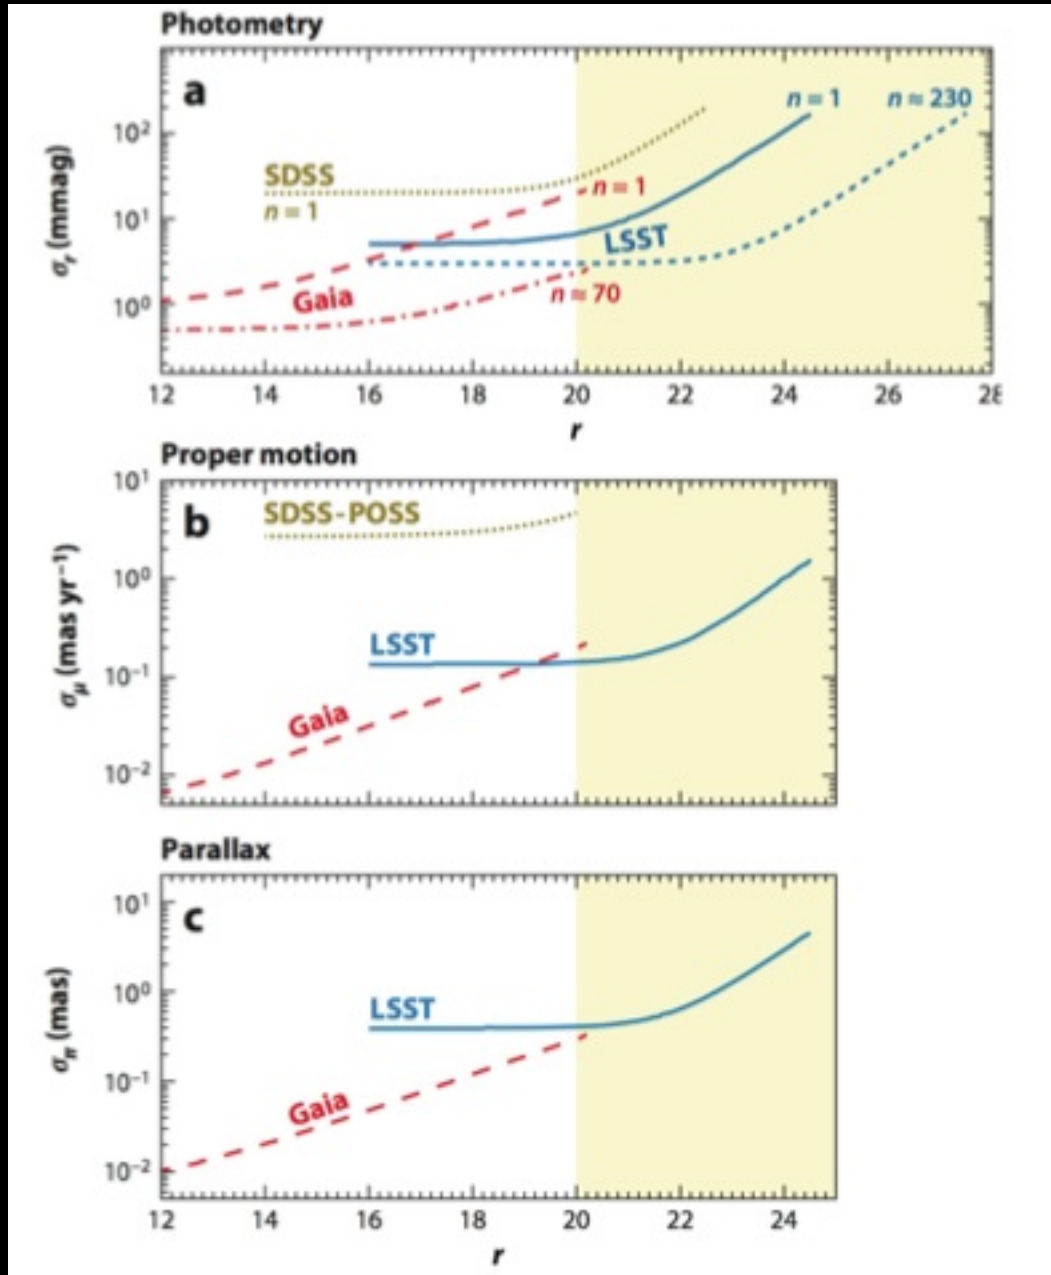 Photometry
a
n = 1
n ≈ 230
SDSS
n = 1
n = 1
LSST
Gaia
n ≈ 70
10²
10¹
10⁰
σr (mmag)
12 14 16 18 20 22 24 26 28
r
Proper motion
b
SDSS-POSS
LSST
Gaia
10¹
10⁰
10⁻¹
10⁻²
σμ (mas yr⁻¹)
Parallax
c
LSST
Gaia
10¹
10⁰
10⁻¹
10⁻²
σπ (mas)
12 14 16 18 20 22 24
r